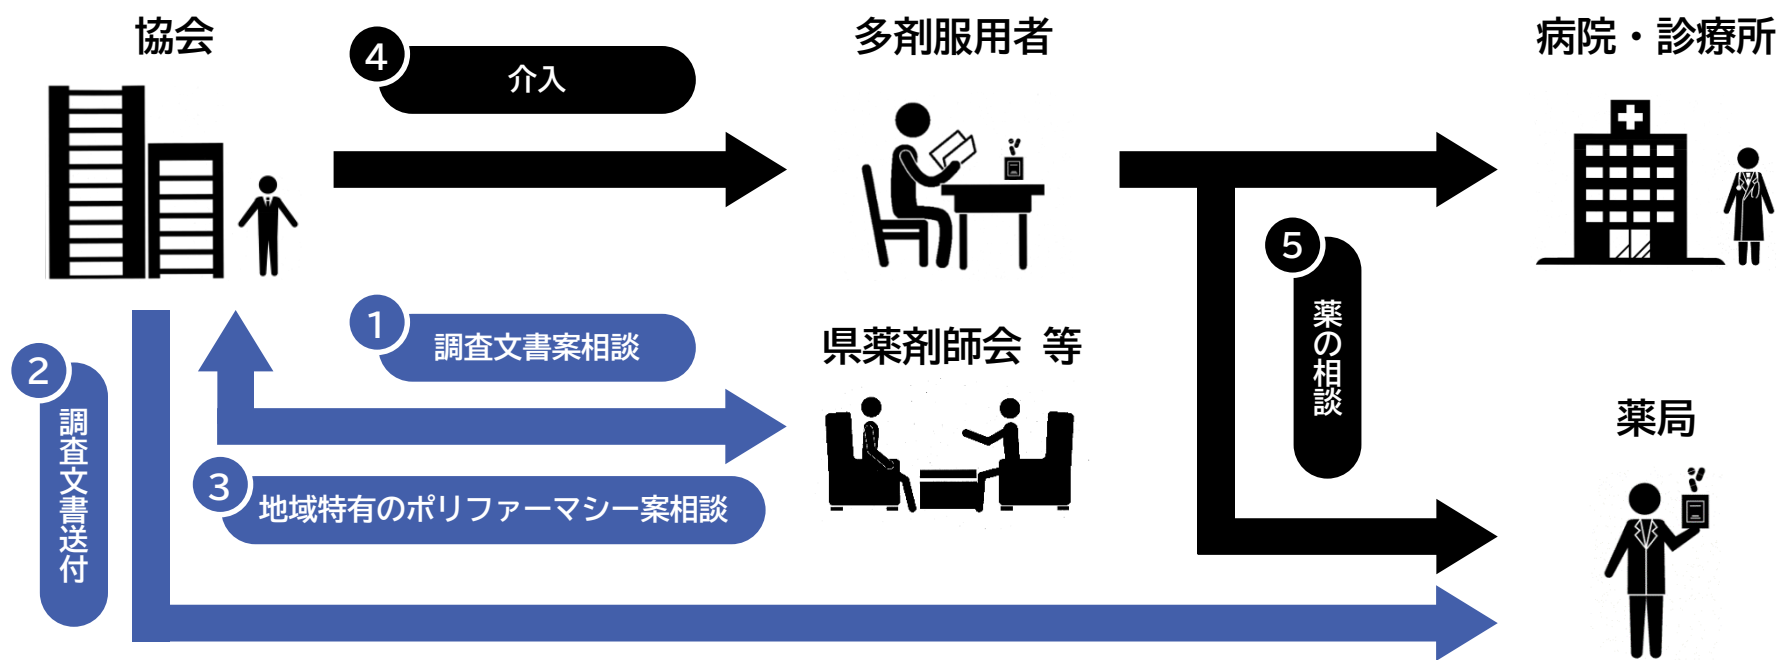 協会
多剤服用者
病院・診療所
4
介入
5
薬の相談
1
調査文書案相談
県薬剤師会 等
2
調査文書送付
3
地域特有のポリファーマシー案相談
薬局